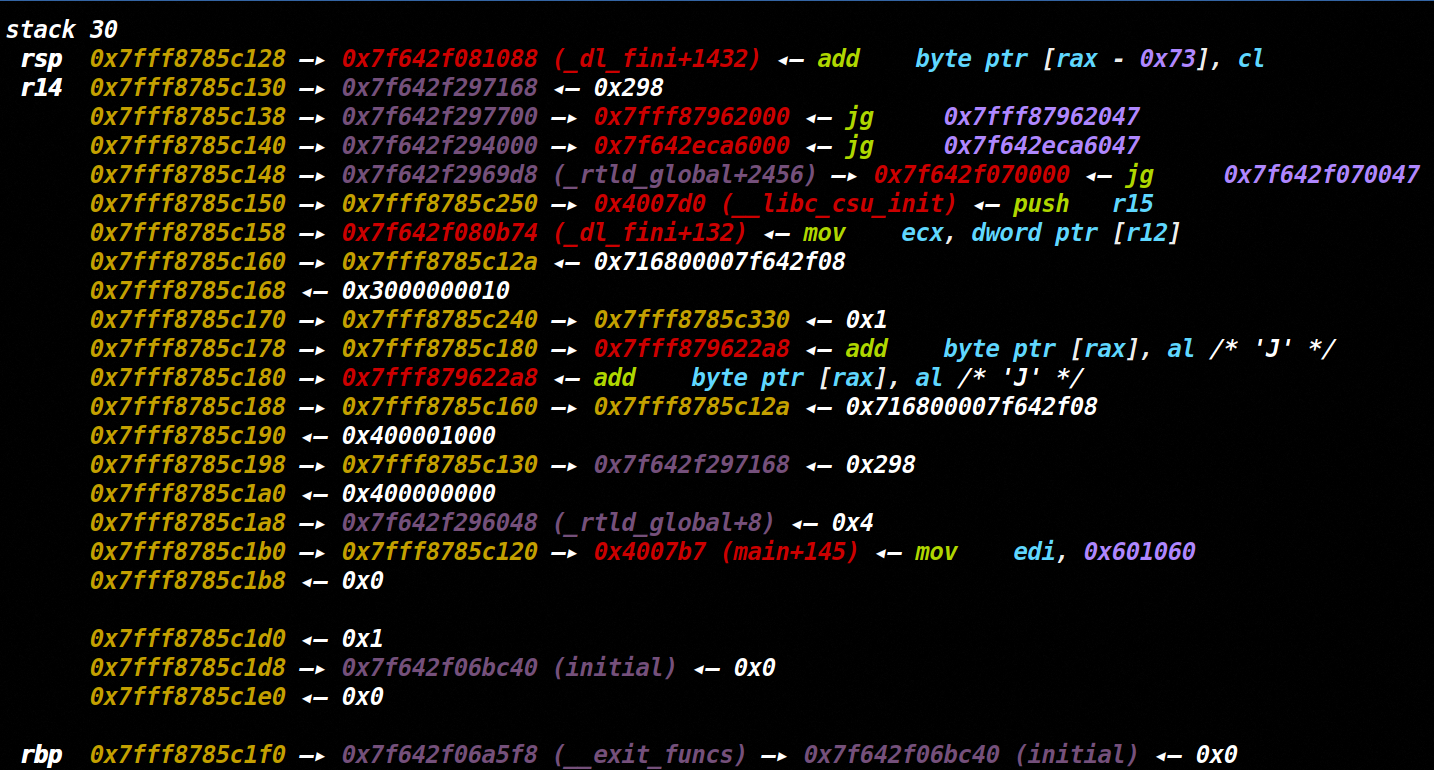 stack 30
rsp 0x7fff8785c128 —▸ 0x7f642f081088 (_dl_fini+1432) ◂— add byte ptr [rax - 0x73], cl
r14 0x7fff8785c130 —▸ 0x7f642f297168 ◂— 0x298
0x7fff8785c138 —▸ 0x7f642f297700 —▸ 0x7fff87962000 ◂— jg 0x7fff87962047
0x7fff8785c140 —▸ 0x7f642f294000 —▸ 0x7f642eca6000 ◂— jg 0x7f642eca6047
0x7fff8785c148 —▸ 0x7f642f2969d8 (_rtld_global+2456) —▸ 0x7f642f070000 ◂— jg 0x7f642f070047
0x7fff8785c150 —▸ 0x7fff8785c250 —▸ 0x4007d0 (__libc_csu_init) ◂— push r15
0x7fff8785c158 —▸ 0x7f642f080b74 (_dl_fini+132) ◂— mov ecx, dword ptr [r12]
0x7fff8785c160 —▸ 0x7fff8785c12a ◂— 0x716800007f642f08
0x7fff8785c168 ◂— 0x3000000010
0x7fff8785c170 —▸ 0x7fff8785c240 —▸ 0x7fff8785c330 ◂— 0x1
0x7fff8785c178 —▸ 0x7fff8785c180 —▸ 0x7fff879622a8 ◂— add byte ptr [rax], al /* 'J' */
0x7fff8785c180 —▸ 0x7fff879622a8 ◂— add byte ptr [rax], al /* 'J' */
0x7fff8785c188 —▸ 0x7fff8785c160 —▸ 0x7fff8785c12a ◂— 0x716800007f642f08
0x7fff8785c190 ◂— 0x400001000
0x7fff8785c198 —▸ 0x7fff8785c130 —▸ 0x7f642f297168 ◂— 0x298
0x7fff8785c1a0 ◂— 0x400000000
0x7fff8785c1a8 —▸ 0x7f642f296048 (_rtld_global+8) ◂— 0x4
0x7fff8785c1b0 —▸ 0x7fff8785c120 —▸ 0x4007b7 (main+145) ◂— mov edi, 0x601060
0x7fff8785c1b8 ◂— 0x0
0x7fff8785c1d0 ◂— 0x1
0x7fff8785c1d8 —▸ 0x7f642f06bc40 (initial) ◂— 0x0
0x7fff8785c1e0 ◂— 0x0
rbp 0x7fff8785c1f0 —▸ 0x7f642f06a5f8 (__exit_funcs) —▸ 0x7f642f06bc40 (initial) ◂— 0x0